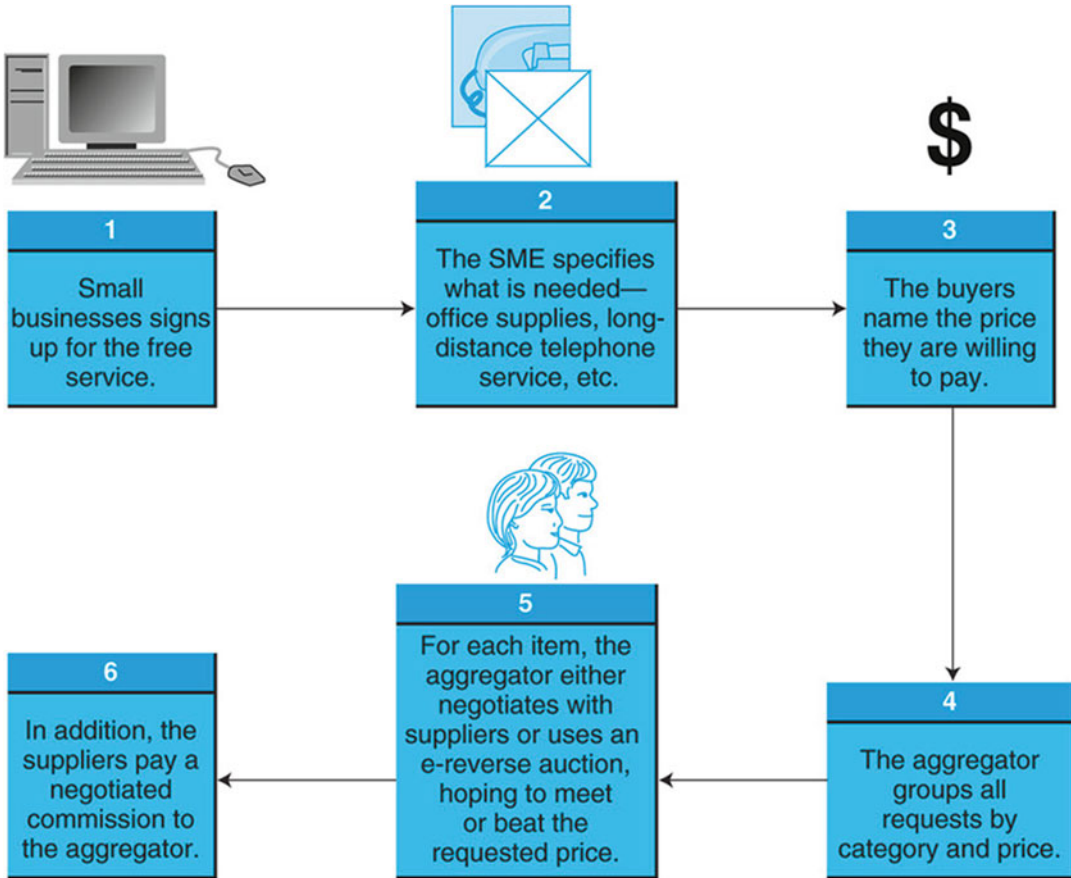 $
1
Small
businesses signs
up for the free
service.
2
The SME specifies
what is needed—
office supplies, long-
distance telephone
service, etc.
3
The buyers
name the price
they are willing
to pay.
4
The aggregator
groups all
requests by
category and price.
5
For each item, the
aggregator either
negotiates with
suppliers or uses an
e-reverse auction,
hoping to meet
or beat the
requested price.
6
In addition, the
suppliers pay a
negotiated
commission to
the aggregator.